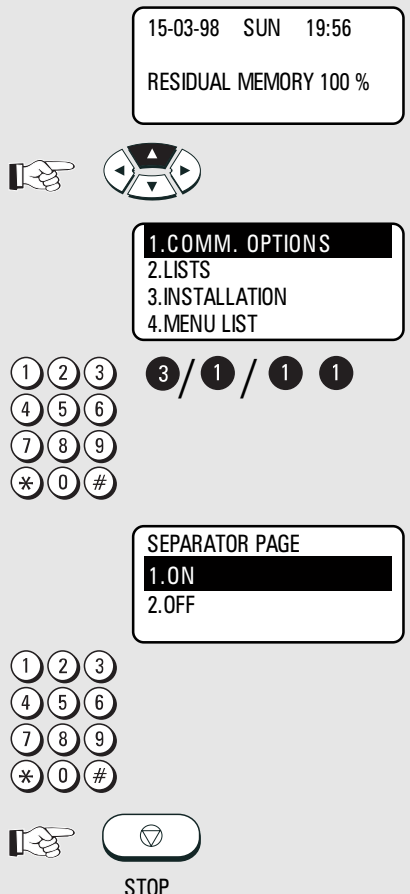 15-03-98 SUN 19:56
RESIDUAL MEMORY 100 %
1.COMM. OPTIONS
2.LISTS
3.INSTALLATION
4.MENU LIST
1 2 3 3 / 1 / 1 1
4 5 6
7 8 9
* 0 #
SEPARATOR PAGE
1.ON
2.OFF
1 2 3
4 5 6
7 8 9
* 0 #
STOP